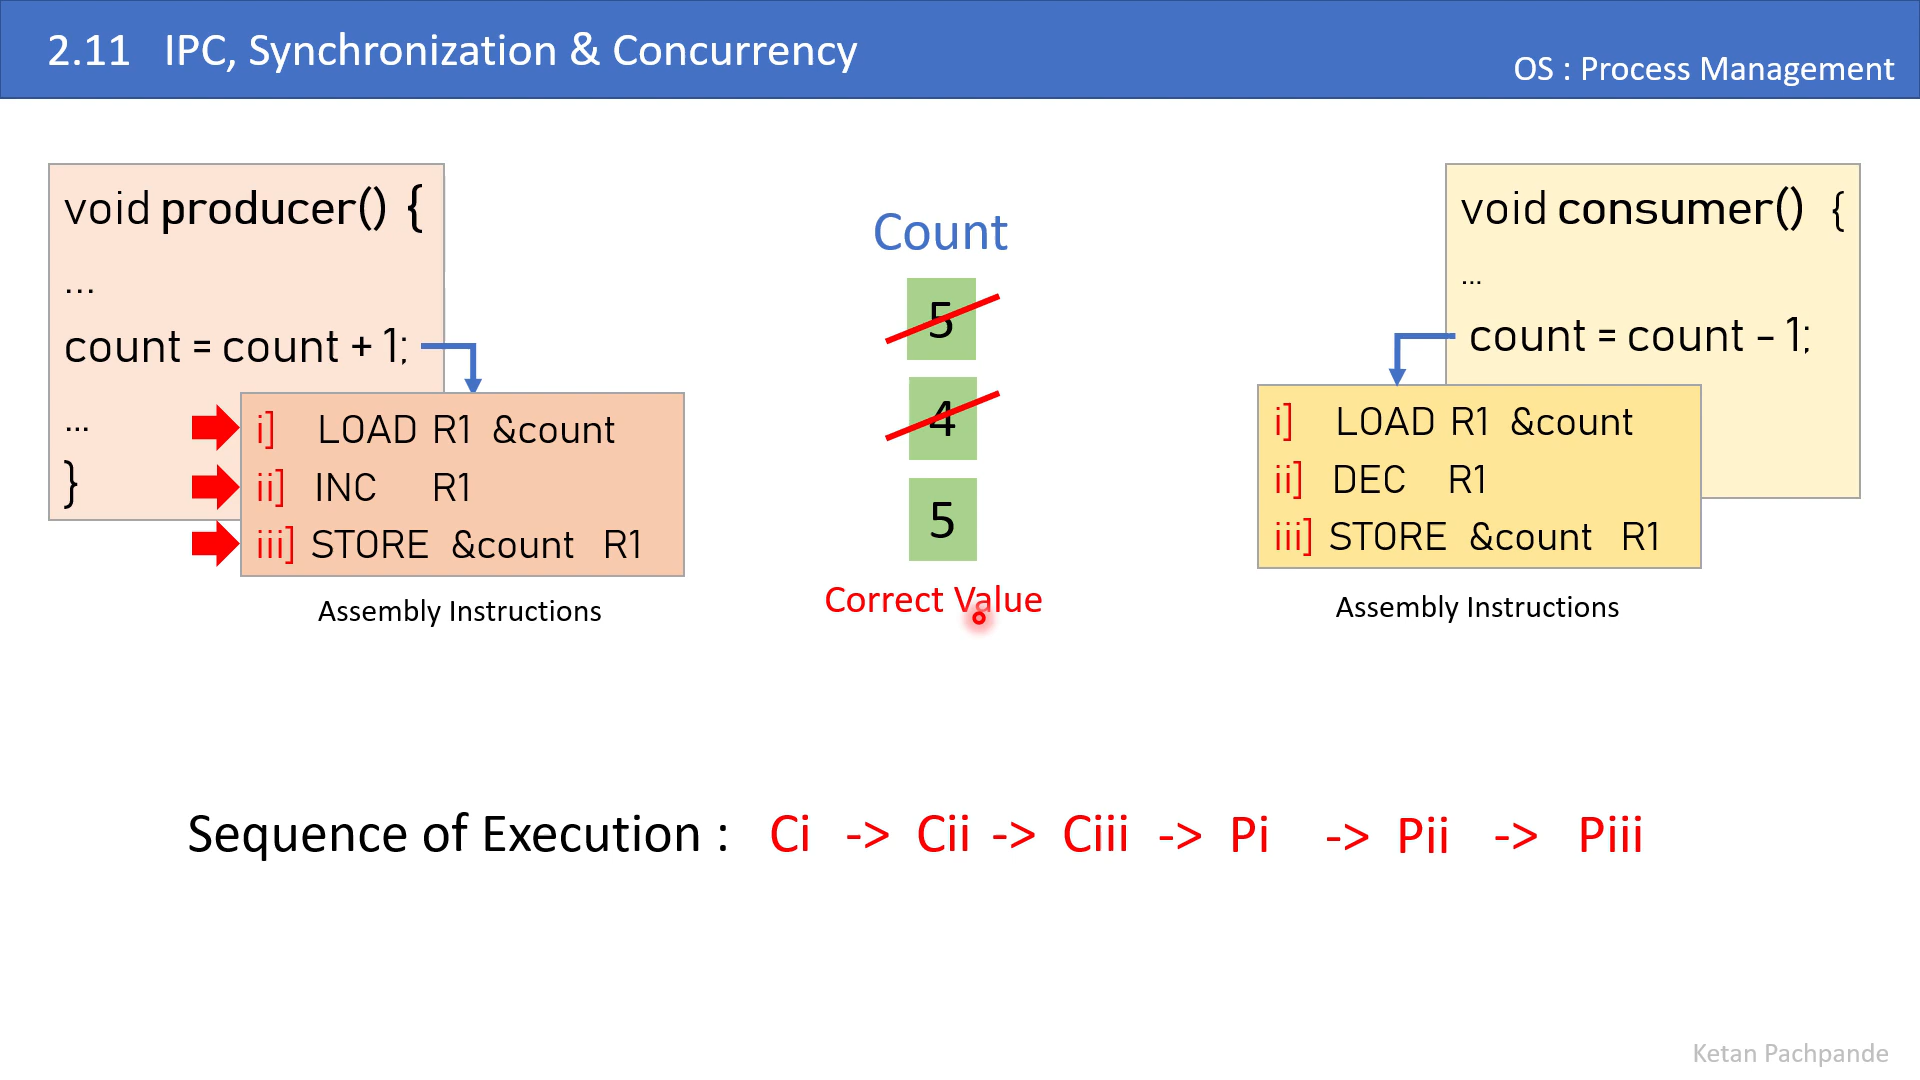 2.11 IPC, Synchronization & Concurrency
OS : Process Management
void producer() {
...
count = count + 1;
...
}
i] LOAD R1 &count
ii] INC R1
iii] STORE &count R1
Assembly Instructions
Count
5
4
5
Correct Value
void consumer() {
...
count = count - 1;
i] LOAD R1 &count
ii] DEC R1
iii] STORE &count R1
Assembly Instructions
Sequence of Execution : Ci -> Cii -> Ciii -> Pi -> Pii -> Piii
Ketan Pachpande